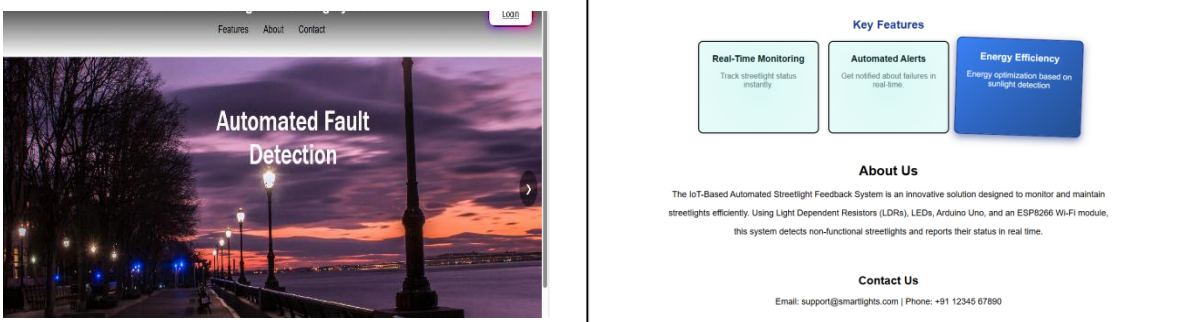 Login
Features About Contact
Automated Fault
Detection
Key Features
Real-Time Monitoring
Track streetlight status
instantly.
Automated Alerts
Get notified about failures in
real-time.
Energy Efficiency
Energy optimization based on
sunlight detection
About Us
The IoT-Based Automated Streetlight Feedback System is an innovative solution designed to monitor and maintain
streetlights efficiently. Using Light Dependent Resistors (LDRs), LEDs, Arduino Uno, and an ESP8266 Wi-Fi module,
this system detects non-functional streetlights and reports their status in real time.
Contact Us
Email: support@smartlights.com | Phone: +91 12345 67890